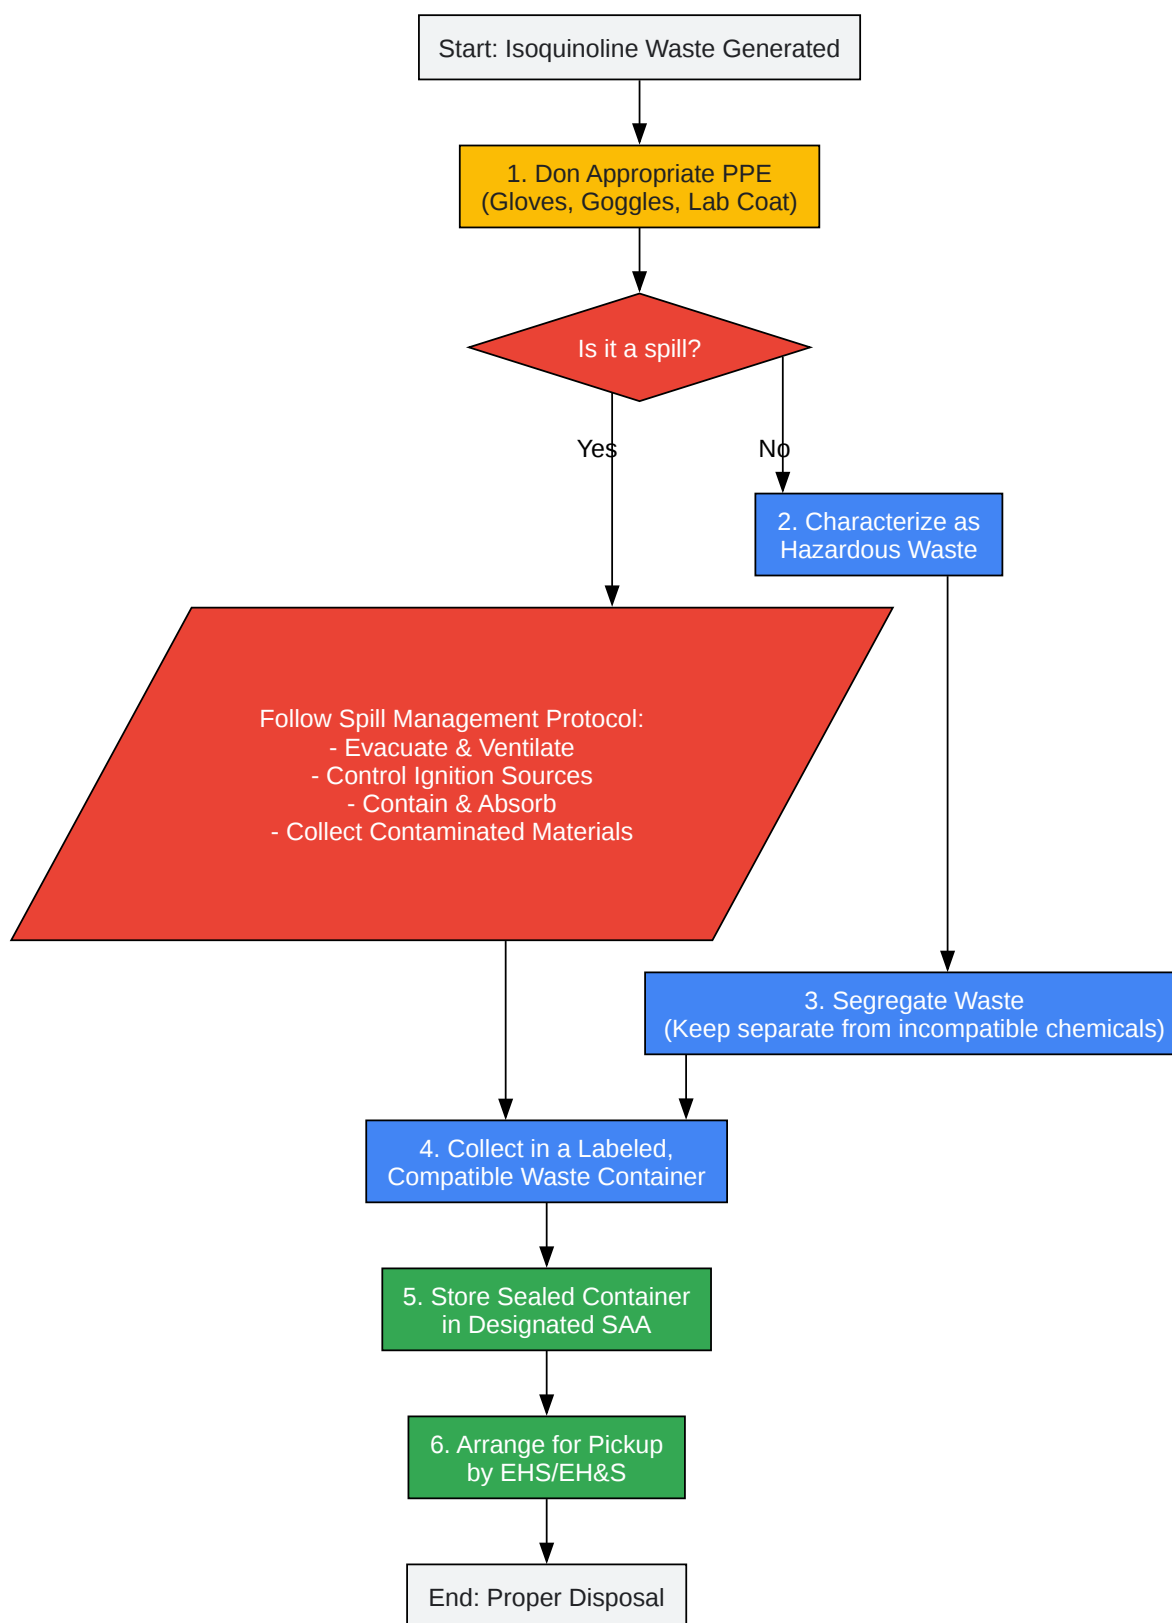 Start: Isoquinoline Waste Generated
1. Don Appropriate PPE
(Gloves, Goggles, Lab Coat)
Is it a spill?
Yes
No
2. Characterize as
Hazardous Waste
Follow Spill Management Protocol:
- Evacuate & Ventilate
- Control Ignition Sources
- Contain & Absorb
- Collect Contaminated Materials
3. Segregate Waste
(Keep separate from incompatible chemicals)
4. Collect in a Labeled,
Compatible Waste Container
5. Store Sealed Container
in Designated SAA
6. Arrange for Pickup
by EHS/EH&S
End: Proper Disposal